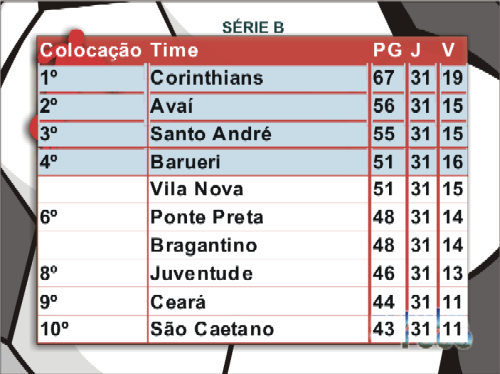 SÉRIE B
Colocação Time PG J V
1º Corinthians 67 31 19
2º Avaí 56 31 15
3º Santo André 55 31 15
4º Barueri 51 31 16
Vila Nova 51 31 15
6º Ponte Preta 48 31 14
Bragantino 48 31 14
8º Juventude 46 31 13
9º Ceará 44 31 11
10º São Caetano 43 31 11